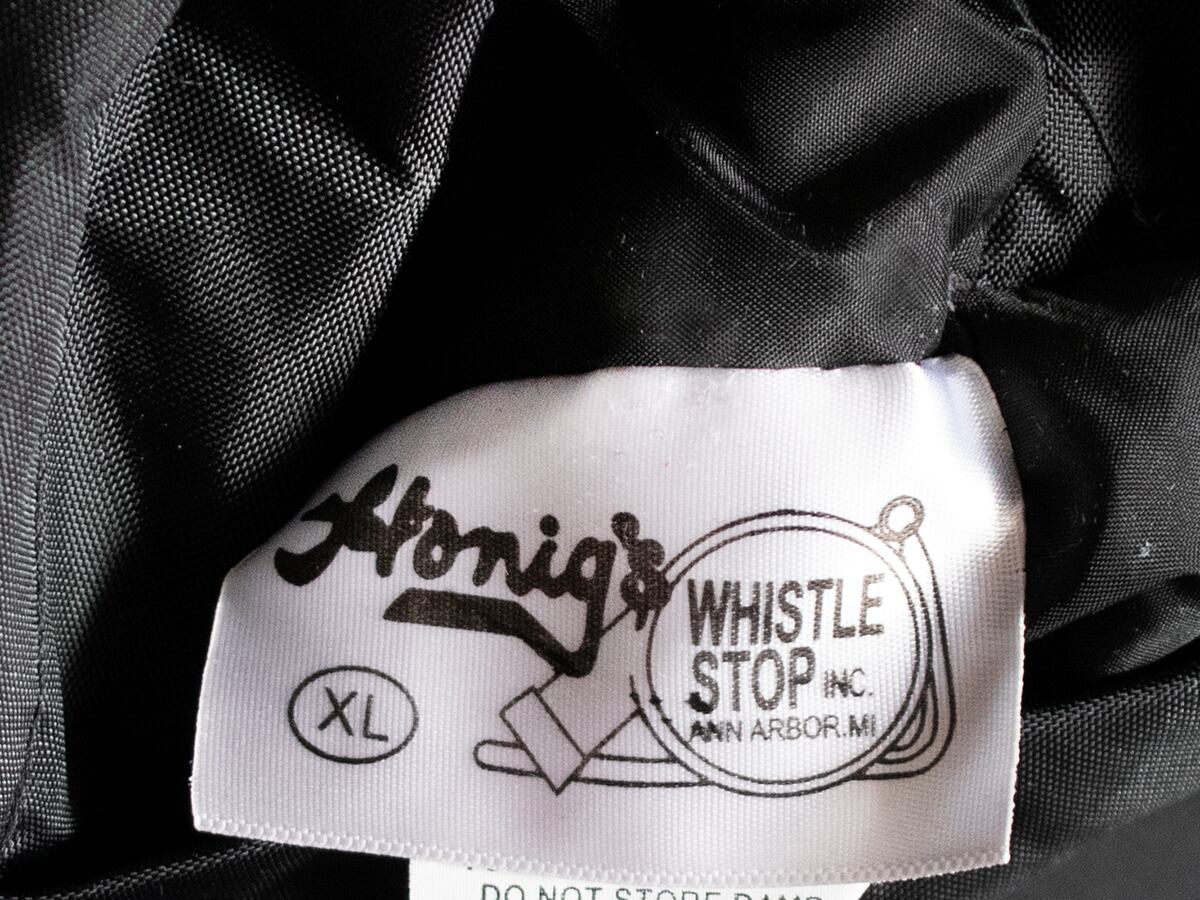 Honig's
WHISTLE
STOP INC.
ANN ARBOR.MI
XL
DO NOT STORE DAMP